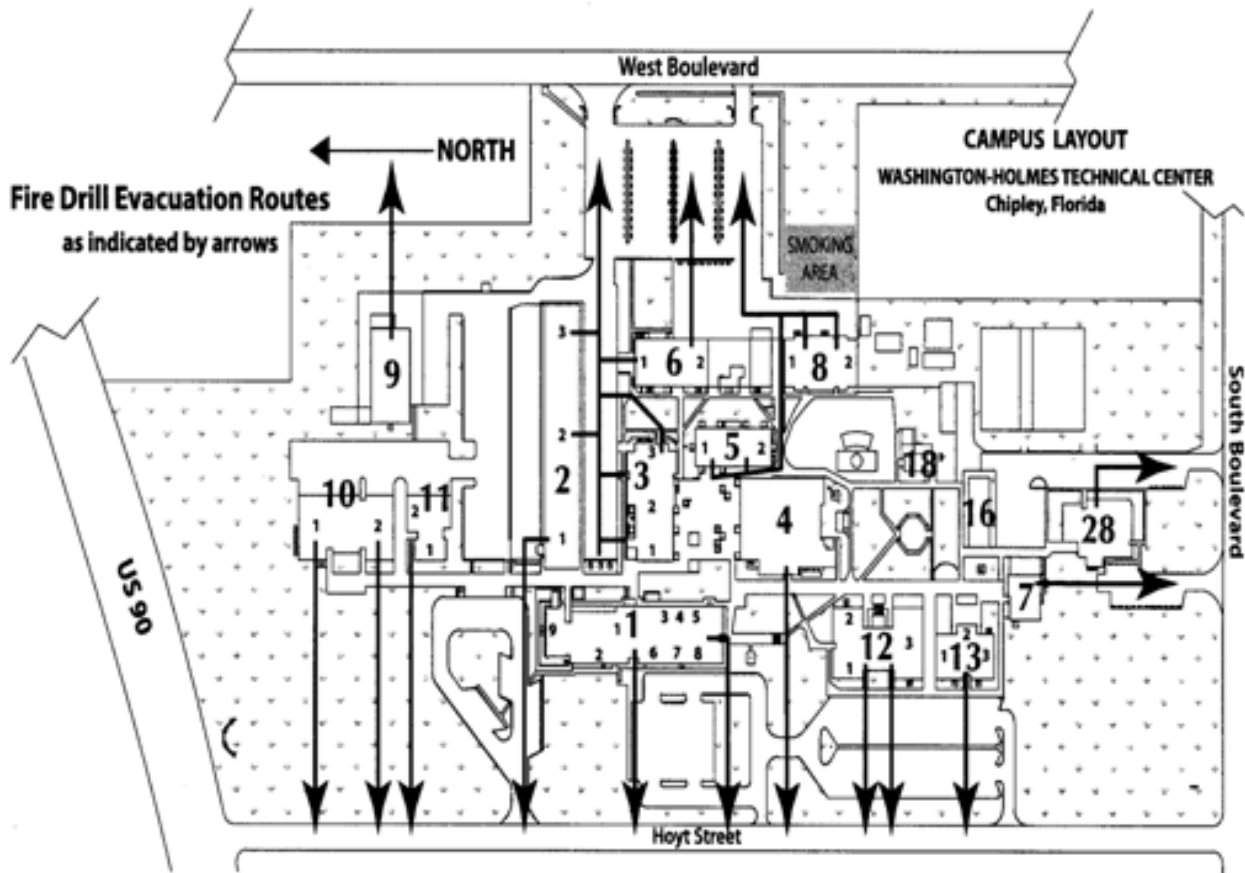 West Boulevard
NORTH
CAMPUS LAYOUT
WASHINGTON-HOLMES TECHNICAL CENTER
Chipley, Florida
Fire Drill Evacuation Routes
as indicated by arrows
SMOKING
AREA
3
1 6 2
1 8 2
9
South Boulevard
2
3
1 5 2
18
2
3
10
11
2
4
16
28
1 2
2
1
1
1
US 90
7
9
1
3 4 5
2
6 7 8
2
12
3
1
2
1 13 3
Hoyt Street